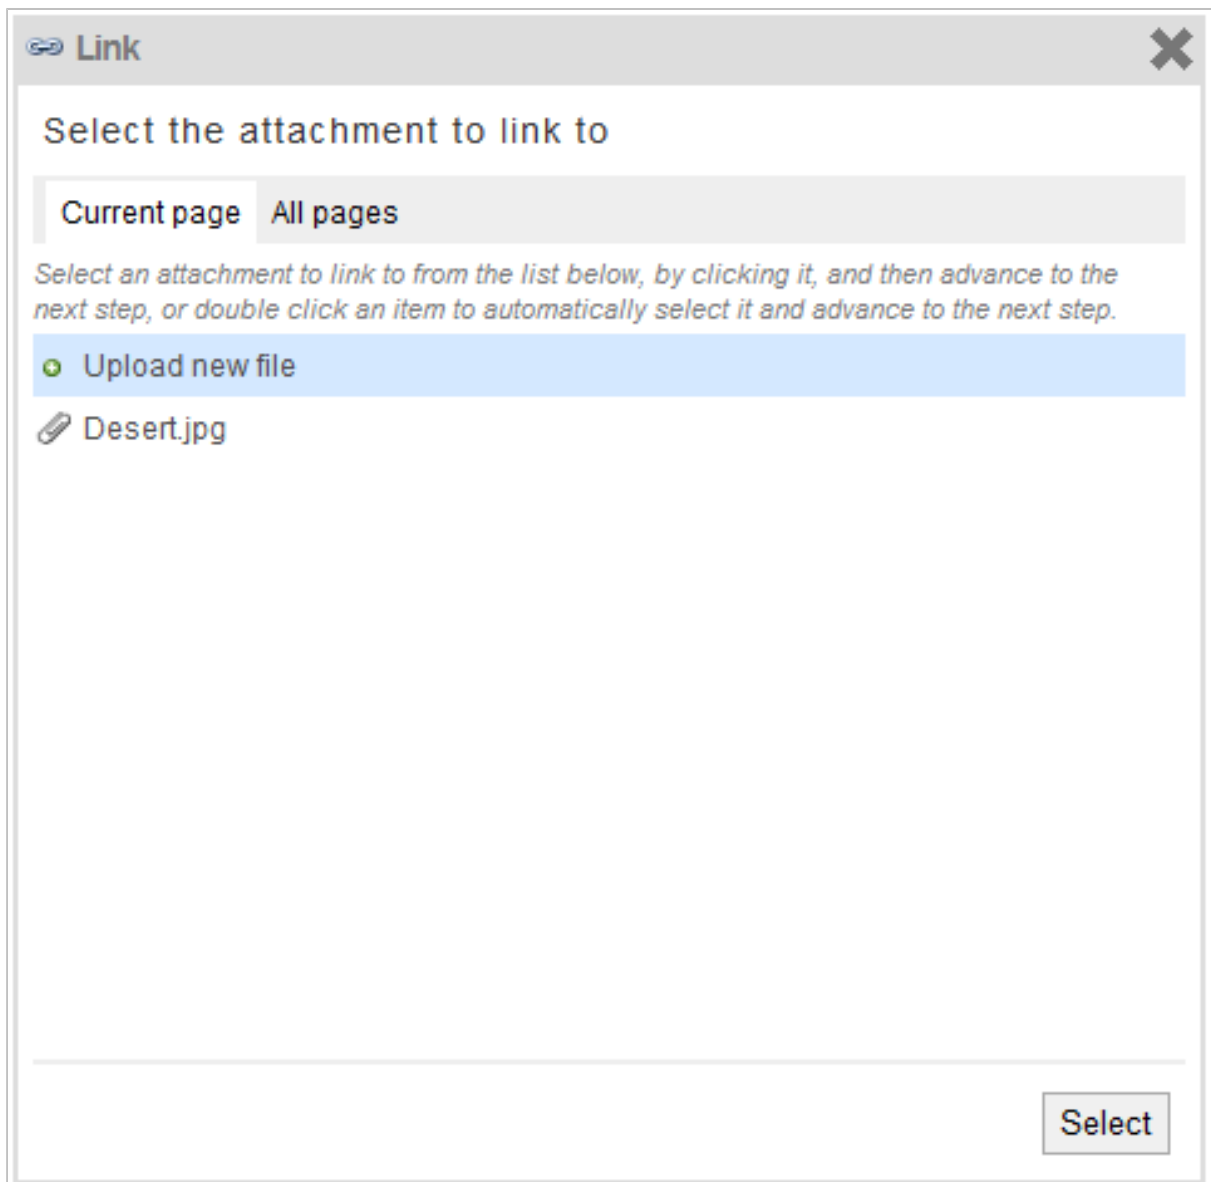 Link
Select the attachment to link to
Current page All pages
Select an attachment to link to from the list below, by clicking it, and then advance to the
next step, or double click an item to automatically select it and advance to the next step.
Upload new file
Desert.jpg
Select